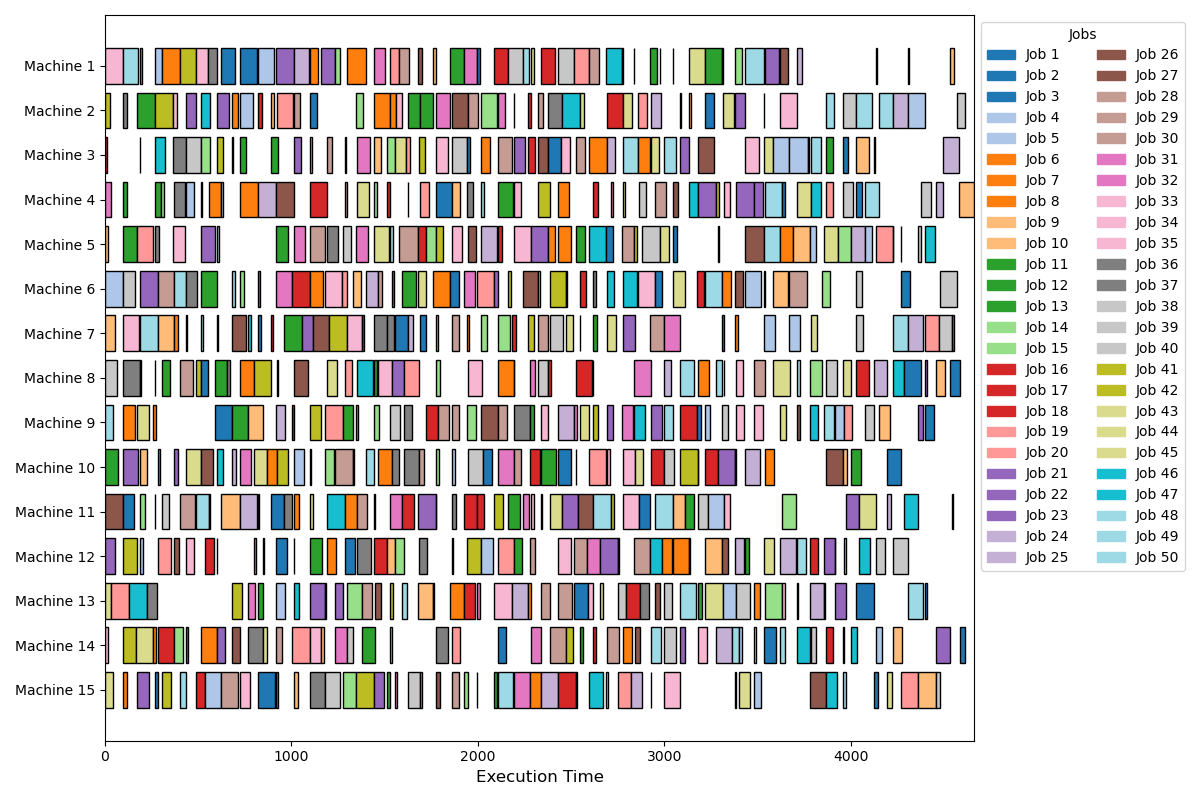 Machine 1
Machine 2
Machine 3
Machine 4
Machine 5
Machine 6
Machine 7
Machine 8
Machine 9
Machine 10
Machine 11
Machine 12
Machine 13
Machine 14
Machine 15
0 1000 2000 3000 4000
Execution Time
Jobs
Job 1 Job 26
Job 2 Job 27
Job 3 Job 28
Job 4 Job 29
Job 5 Job 30
Job 6 Job 31
Job 7 Job 32
Job 8 Job 33
Job 9 Job 34
Job 10 Job 35
Job 11 Job 36
Job 12 Job 37
Job 13 Job 38
Job 14 Job 39
Job 15 Job 40
Job 16 Job 41
Job 17 Job 42
Job 18 Job 43
Job 19 Job 44
Job 20 Job 45
Job 21 Job 46
Job 22 Job 47
Job 23 Job 48
Job 24 Job 49
Job 25 Job 50